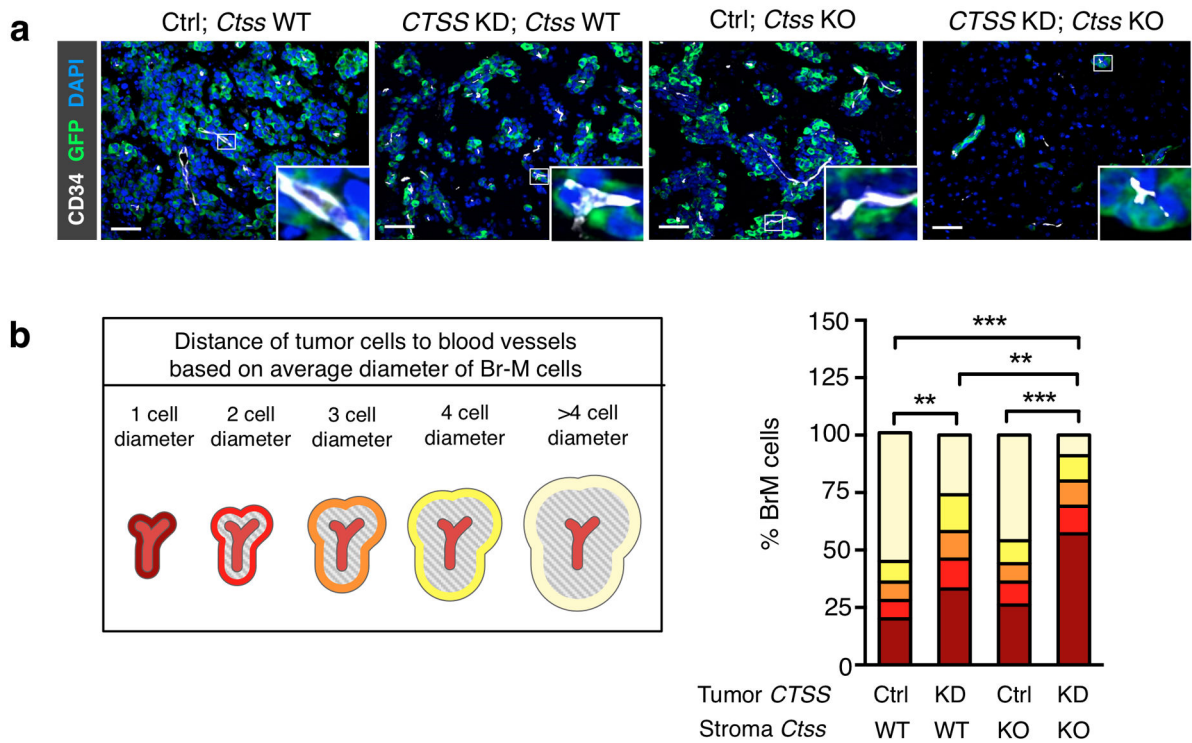 a
Ctrl; Ctss WT
CTSS KD; Ctss WT
Ctrl; Ctss KO
CTSS KD; Ctss KO
CD34 GFP DAPI
b
Distance of tumor cells to blood vessels
based on average diameter of Br-M cells
1 cell
diameter
2 cell
diameter
3 cell
diameter
4 cell
diameter
>4 cell
diameter
% BrM cells
150
125
100
75
50
25
0
***
**
**
***
Tumor CTSS Ctrl KD Ctrl KD
Stroma Ctss WT WT KO KO